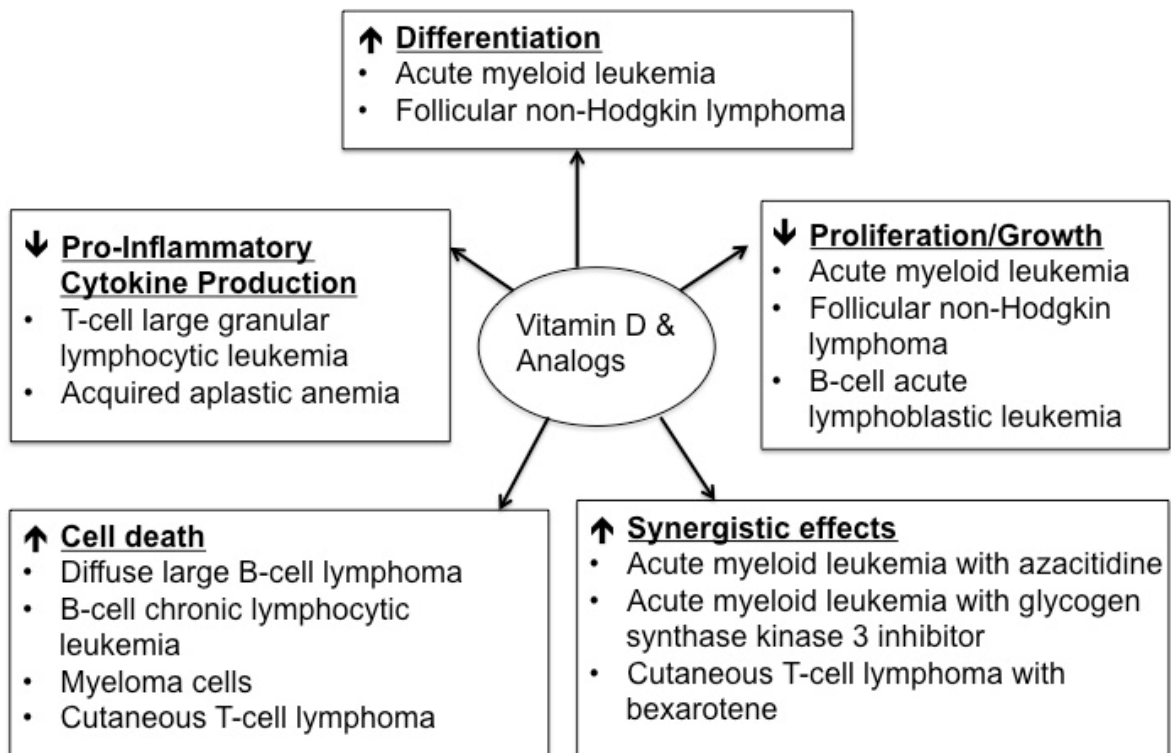 ↑ Differentiation
• Acute myeloid leukemia
• Follicular non-Hodgkin lymphoma
↓ Pro-Inflammatory
Cytokine Production
• T-cell large granular
lymphocytic leukemia
• Acquired aplastic anemia
Vitamin D &
Analogs
↓ Proliferation/Growth
• Acute myeloid leukemia
• Follicular non-Hodgkin
lymphoma
• B-cell acute
lymphoblastic leukemia
↑ Cell death
• Diffuse large B-cell lymphoma
• B-cell chronic lymphocytic
leukemia
• Myeloma cells
• Cutaneous T-cell lymphoma
↑ Synergistic effects
• Acute myeloid leukemia with azacitidine
• Acute myeloid leukemia with glycogen
synthase kinase 3 inhibitor
• Cutaneous T-cell lymphoma with
bexarotene